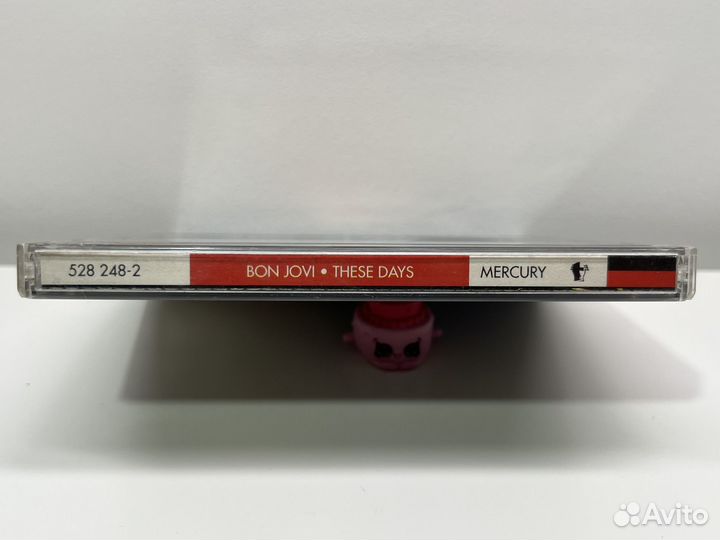 528 248-2 BON JOVI • THESE DAYS MERCURY
Avito